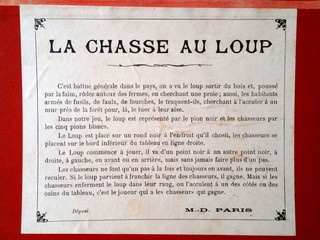 LA CHASSE AU LOUP
C'est battue générale dans le pays, on a vu le loup sortir du bois et, poussé
par la faim, rôder autour des fermes, en cherchant une proie ; aussi, les habitants
armés de fusils, de faulx, de fourches, le traquent-ils, cherchant à l'acculer à un
mur près de la forêt pour, là, le tuer à leur aise.
Dans notre jeu, le loup est représenté par le pion noir et les chasseurs par
les cinq pions blancs.
Le Loup est placé sur un rond noir à l'endroit qu'il choisit, les chasseurs se
placent sur le bord inférieur du tableau en ligne droite.
Le Loup commence à jouer, il va d'un point noir à un autre point noir, à
droite, à gauche, en avant ou en arrière, mais sans jamais faire plus d'un pas.
Les chasseurs ne font qu'un pas à la fois et toujours en avant, ils ne peuvent
reculer. Si le loup parvient à franchir la ligne des chasseurs, il gagne. Mais si les
chasseurs enferment le loup dans leur rang, ou l'acculent à un des côtés ou des
coins du tableau, c'est le joueur qui a les chasseurs qui gagne.
Déposé. M.-D. PARIS